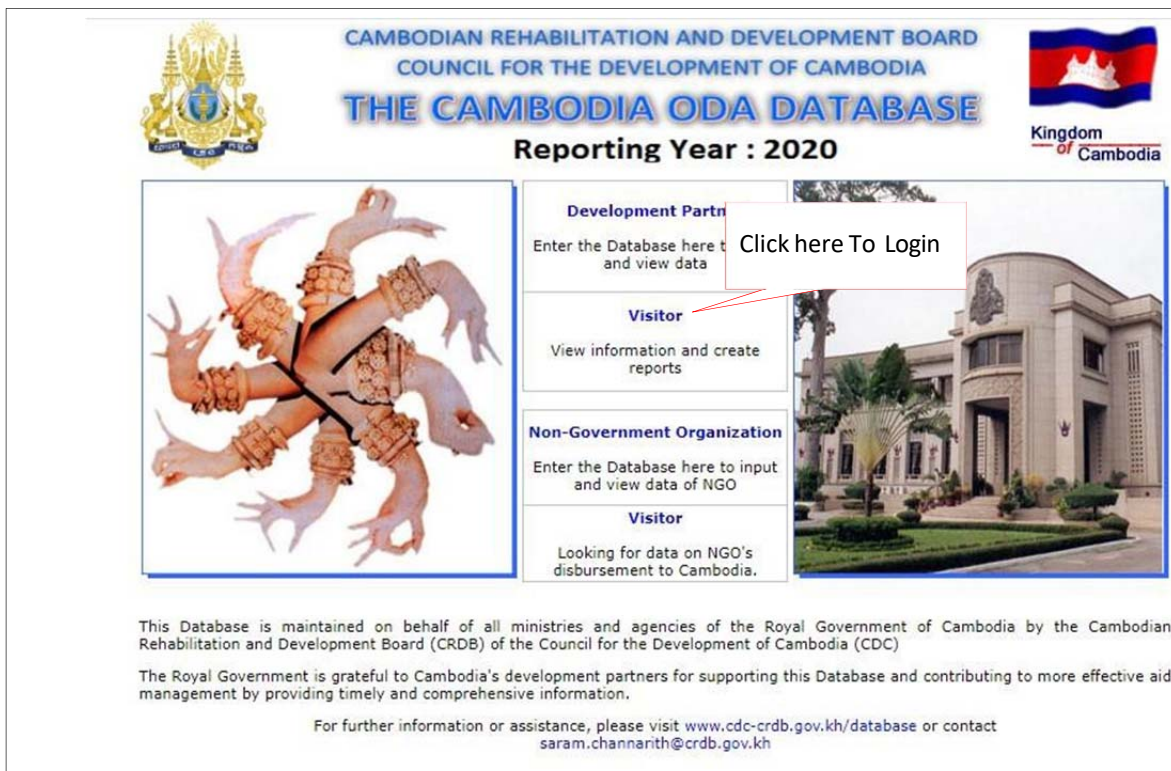 CAMBODIAN REHABILITATION AND DEVELOPMENT BOARD
COUNCIL FOR THE DEVELOPMENT OF CAMBODIA
THE CAMBODIA ODA DATABASE
Reporting Year : 2020
Kingdom
of Cambodia
Development Partn
Enter the Database here t
and view data
Click here To Login
Visitor
View information and create
reports
Non-Government Organization
Enter the Database here to input
and view data of NGO
Visitor
Looking for data on NGO's
disbursement to Cambodia.
This Database is maintained on behalf of all ministries and agencies of the Royal Government of Cambodia by the Cambodian
Rehabilitation and Development Board (CRDB) of the Council for the Development of Cambodia (CDC)
The Royal Government is grateful to Cambodia's development partners for supporting this Database and contributing to more effective aid
management by providing timely and comprehensive information.
For further information or assistance, please visit www.cdc-crdb.gov.kh/database or contact
saram.channarith@crdb.gov.kh